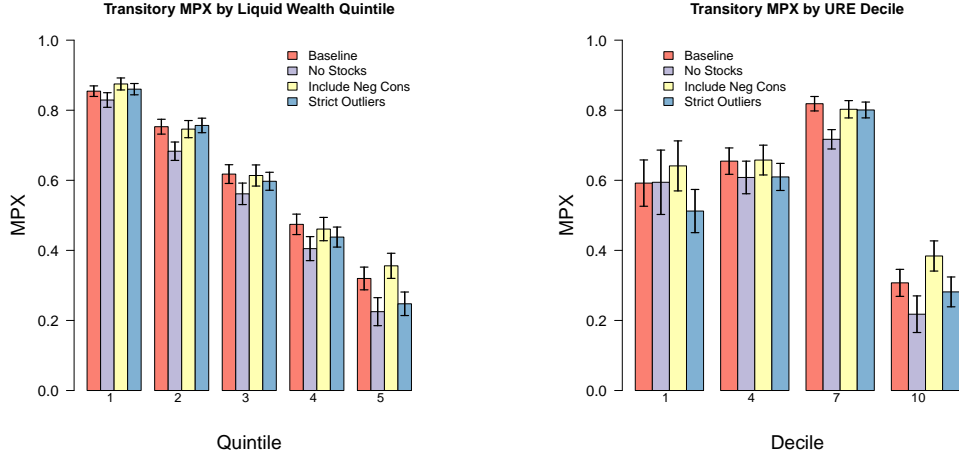 Transitory MPX by Liquid Wealth Quintile
MPX
1.0
0.8
0.6
0.4
0.2
0.0
Baseline
No Stocks
Include Neg Cons
Strict Outliers
1 2 3 4 5
Quintile
Transitory MPX by URE Decile
MPX
1.0
0.8
0.6
0.4
0.2
0.0
Baseline
No Stocks
Include Neg Cons
Strict Outliers
1 4 7 10
Decile